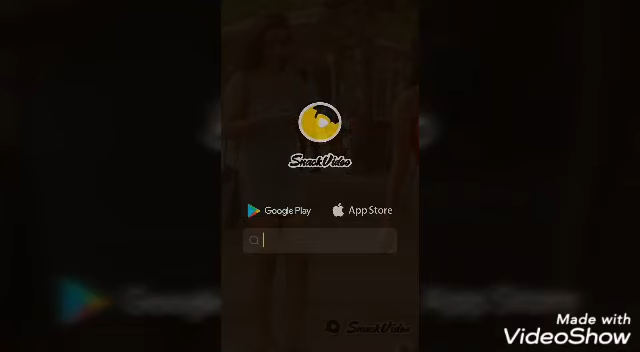 SnackVideo
Google Play
App Store
SnackVideo
Made with
VideoShow